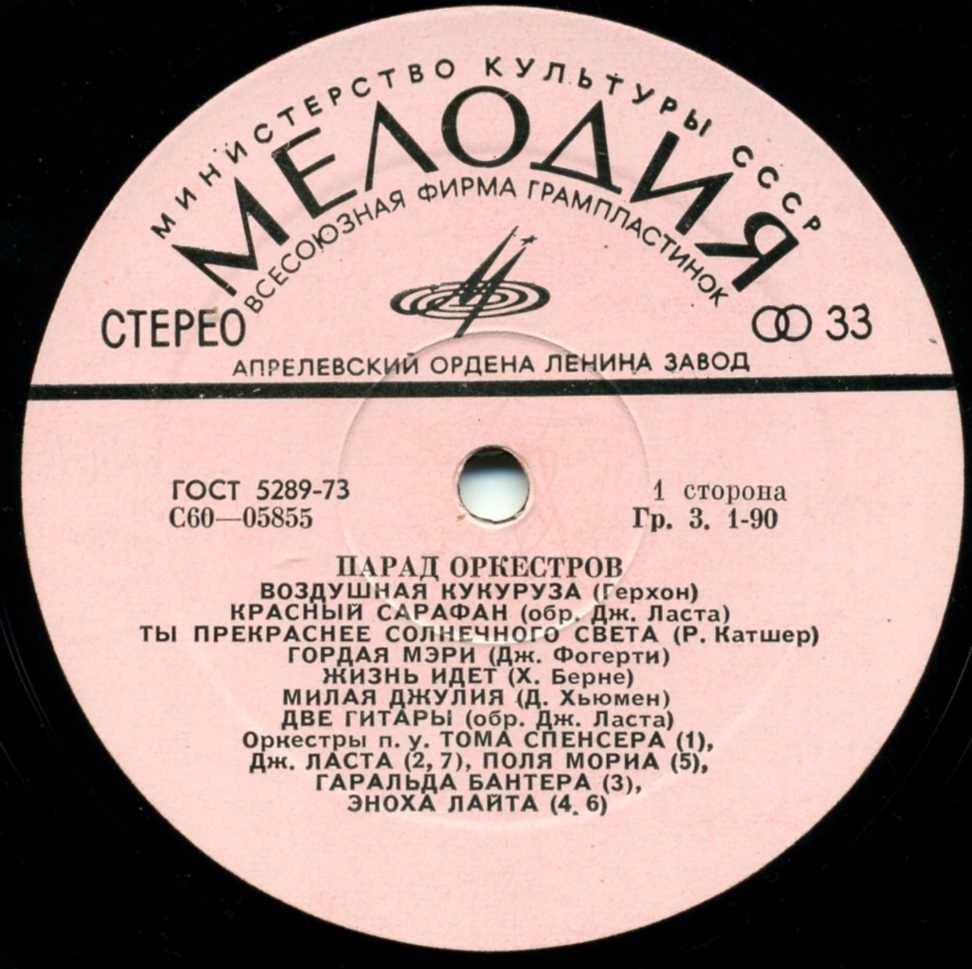 МИНИСТЕРСТВО КУЛЬТУРЫ СССР
МЕЛОДИЯ
ВСЕСОЮЗНАЯ ФИРМА ГРАМПЛАСТИНОК
СТЕРЕО
33
АПРЕЛЕВСКИЙ ОРДЕНА ЛЕНИНА ЗАВОД
ГОСТ 5289-73
С60—05855
1 сторона
Гр. 3. 1-90
ПАРАД ОРКЕСТРОВ
ВОЗДУШНАЯ КУКУРУЗА (Герхон)
КРАСНЫЙ САРАФАН (обр. Дж. Ласта)
ТЫ ПРЕКРАСНЕЕ СОЛНЕЧНОГО СВЕТА (Р. Катшер)
ГОРДАЯ МЭРИ (Дж. Фогерти)
ЖИЗНЬ ИДЕТ (Х. Берне)
МИЛАЯ ДЖУЛИЯ (Д. Хьюмен)
ДВЕ ГИТАРЫ (обр. Дж. Ласта)
Оркестры п. у. ТОМА СПЕНСЕРА (1),
Дж. ЛАСТА (2, 7), ПОЛЯ МОРИА (5),
ГАРАЛЬДА БАНТЕРА (3),
ЭНОХА ЛАЙТА (4, 6)